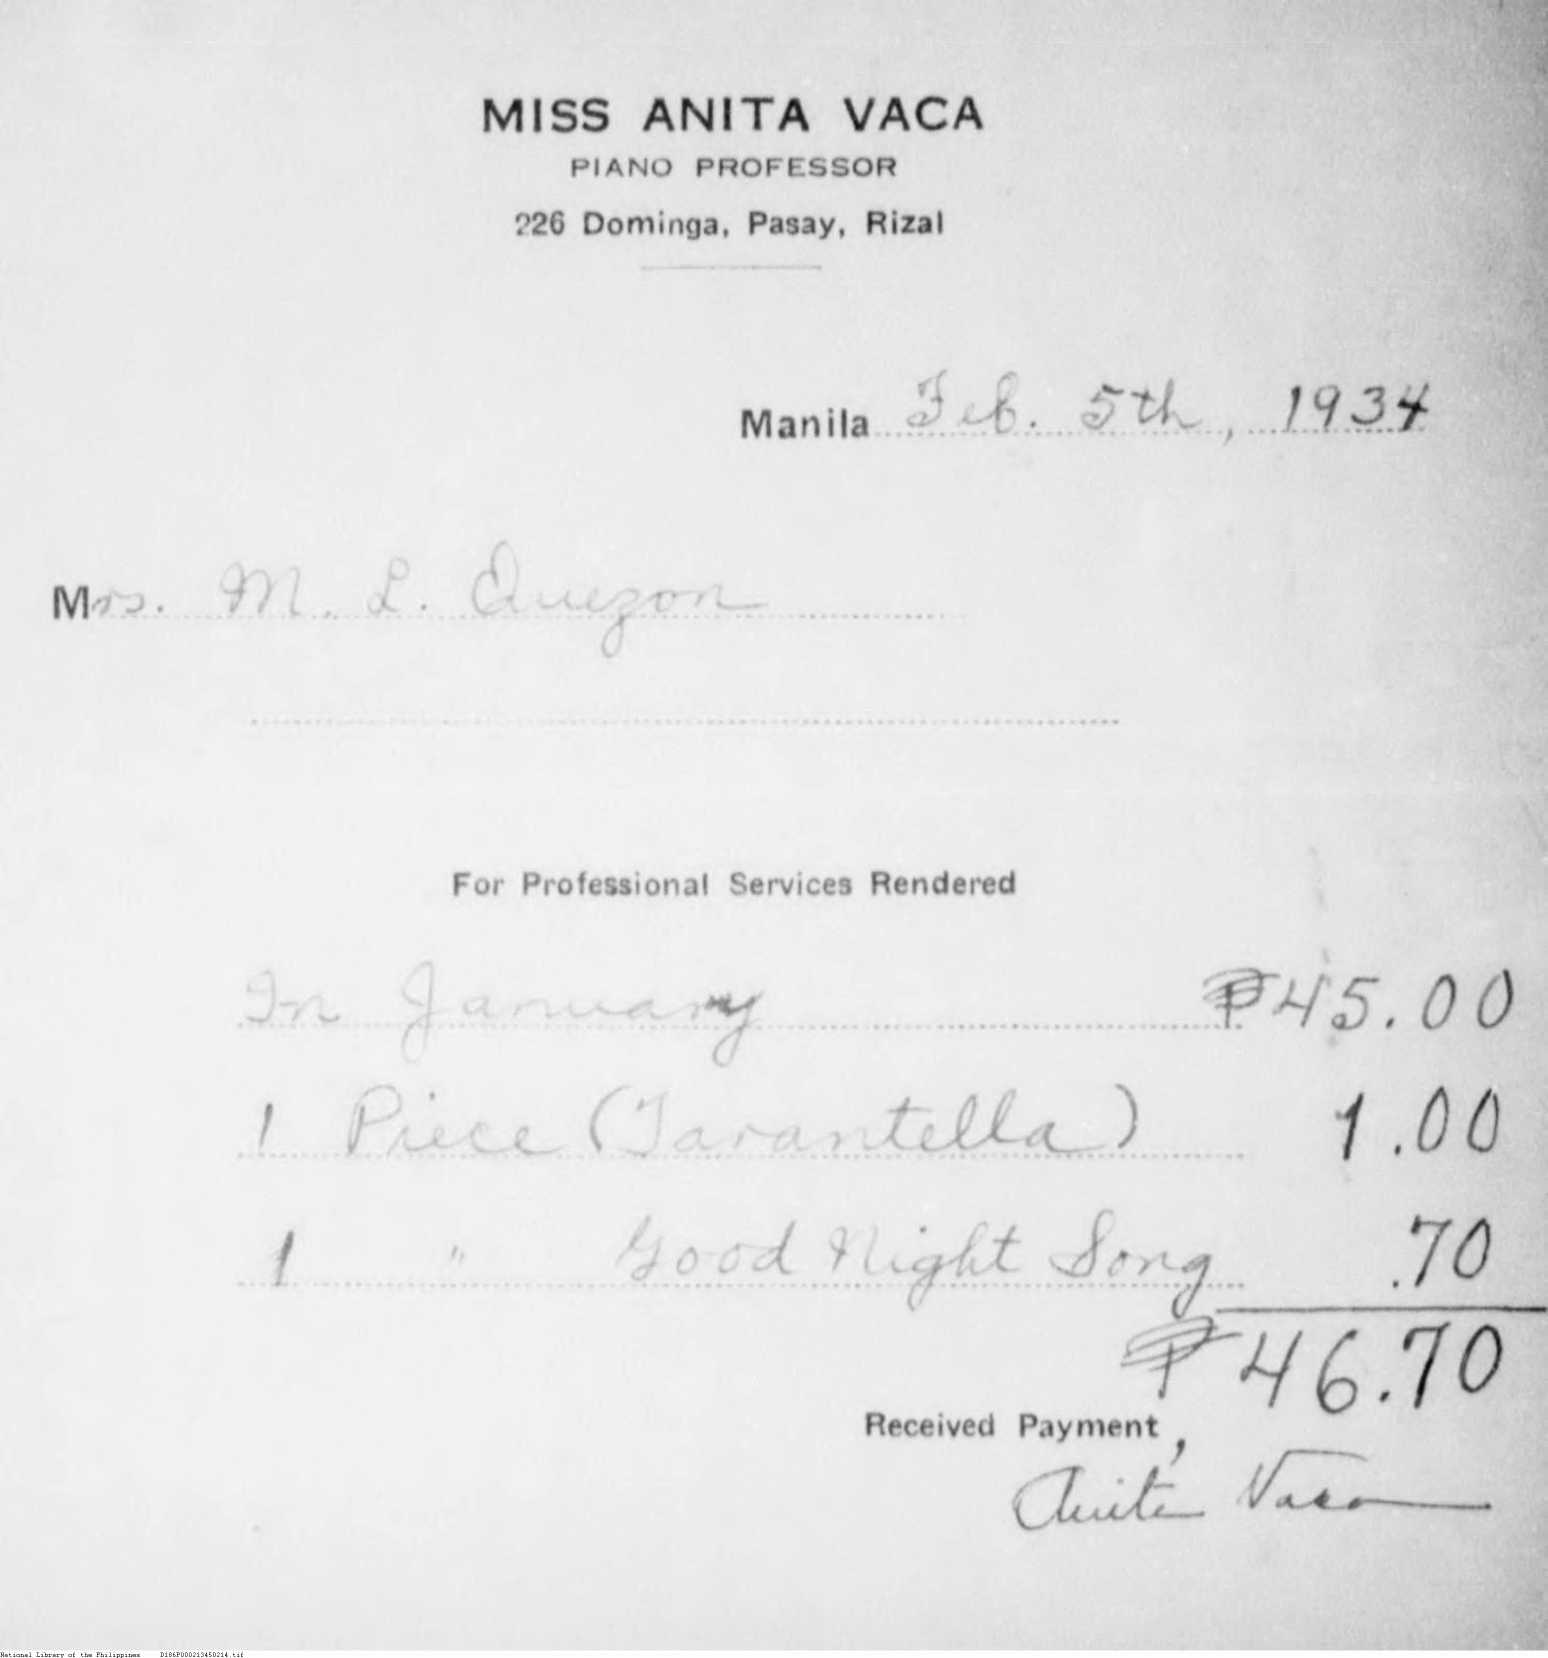 MISS ANITA VACA
PIANO PROFESSOR
226 Dominga, Pasay, Rizal
Manila Feb. 5th, 1934
Mrs. M. L. Quezon
For Professional Services Rendered
In January ₱45.00
1 Piece (Tarantella) 1.00
1 " Good Night Song .70
₱46.70
Received Payment,
Anita Vaca
National Library of the Philippines D186P000213450214.tif